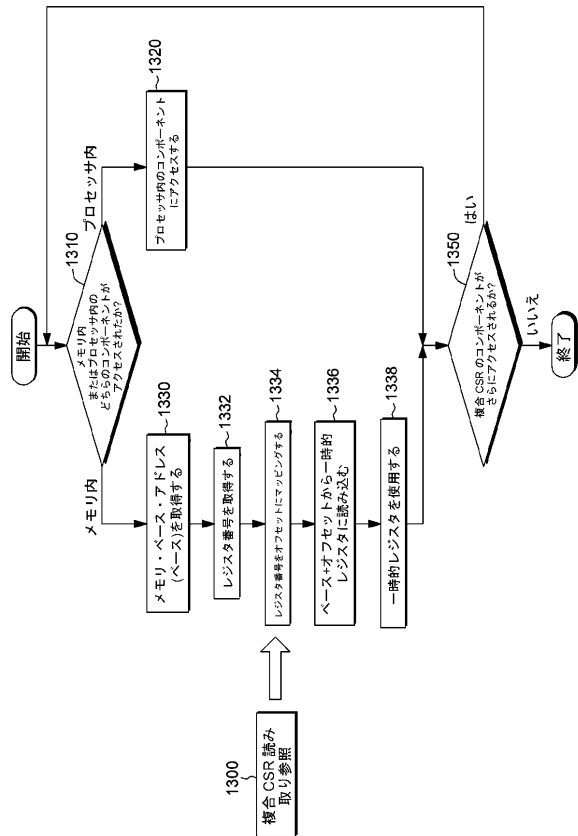 開始
1310
メモリ内
またはプロセッサ内の
どちらのコンポーネントが
アクセスされたか?
メモリ内
プロセッサ内
1320
プロセッサ内のコンポーネント
にアクセスする
1330
メモリ・ベース・アドレス
(ベース)を取得する
1332
レジスタ番号を取得する
1334
レジスタ番号をオフセットにマッピングする
1336
ベース+オフセットから一時的
レジスタに読み込む
1338
一時的レジスタを使用する
1350
複合 CSR のコンポーネントが
さらにアクセスされるか?
はい
いいえ
終了
1300
複合 CSR 読み
取り参照